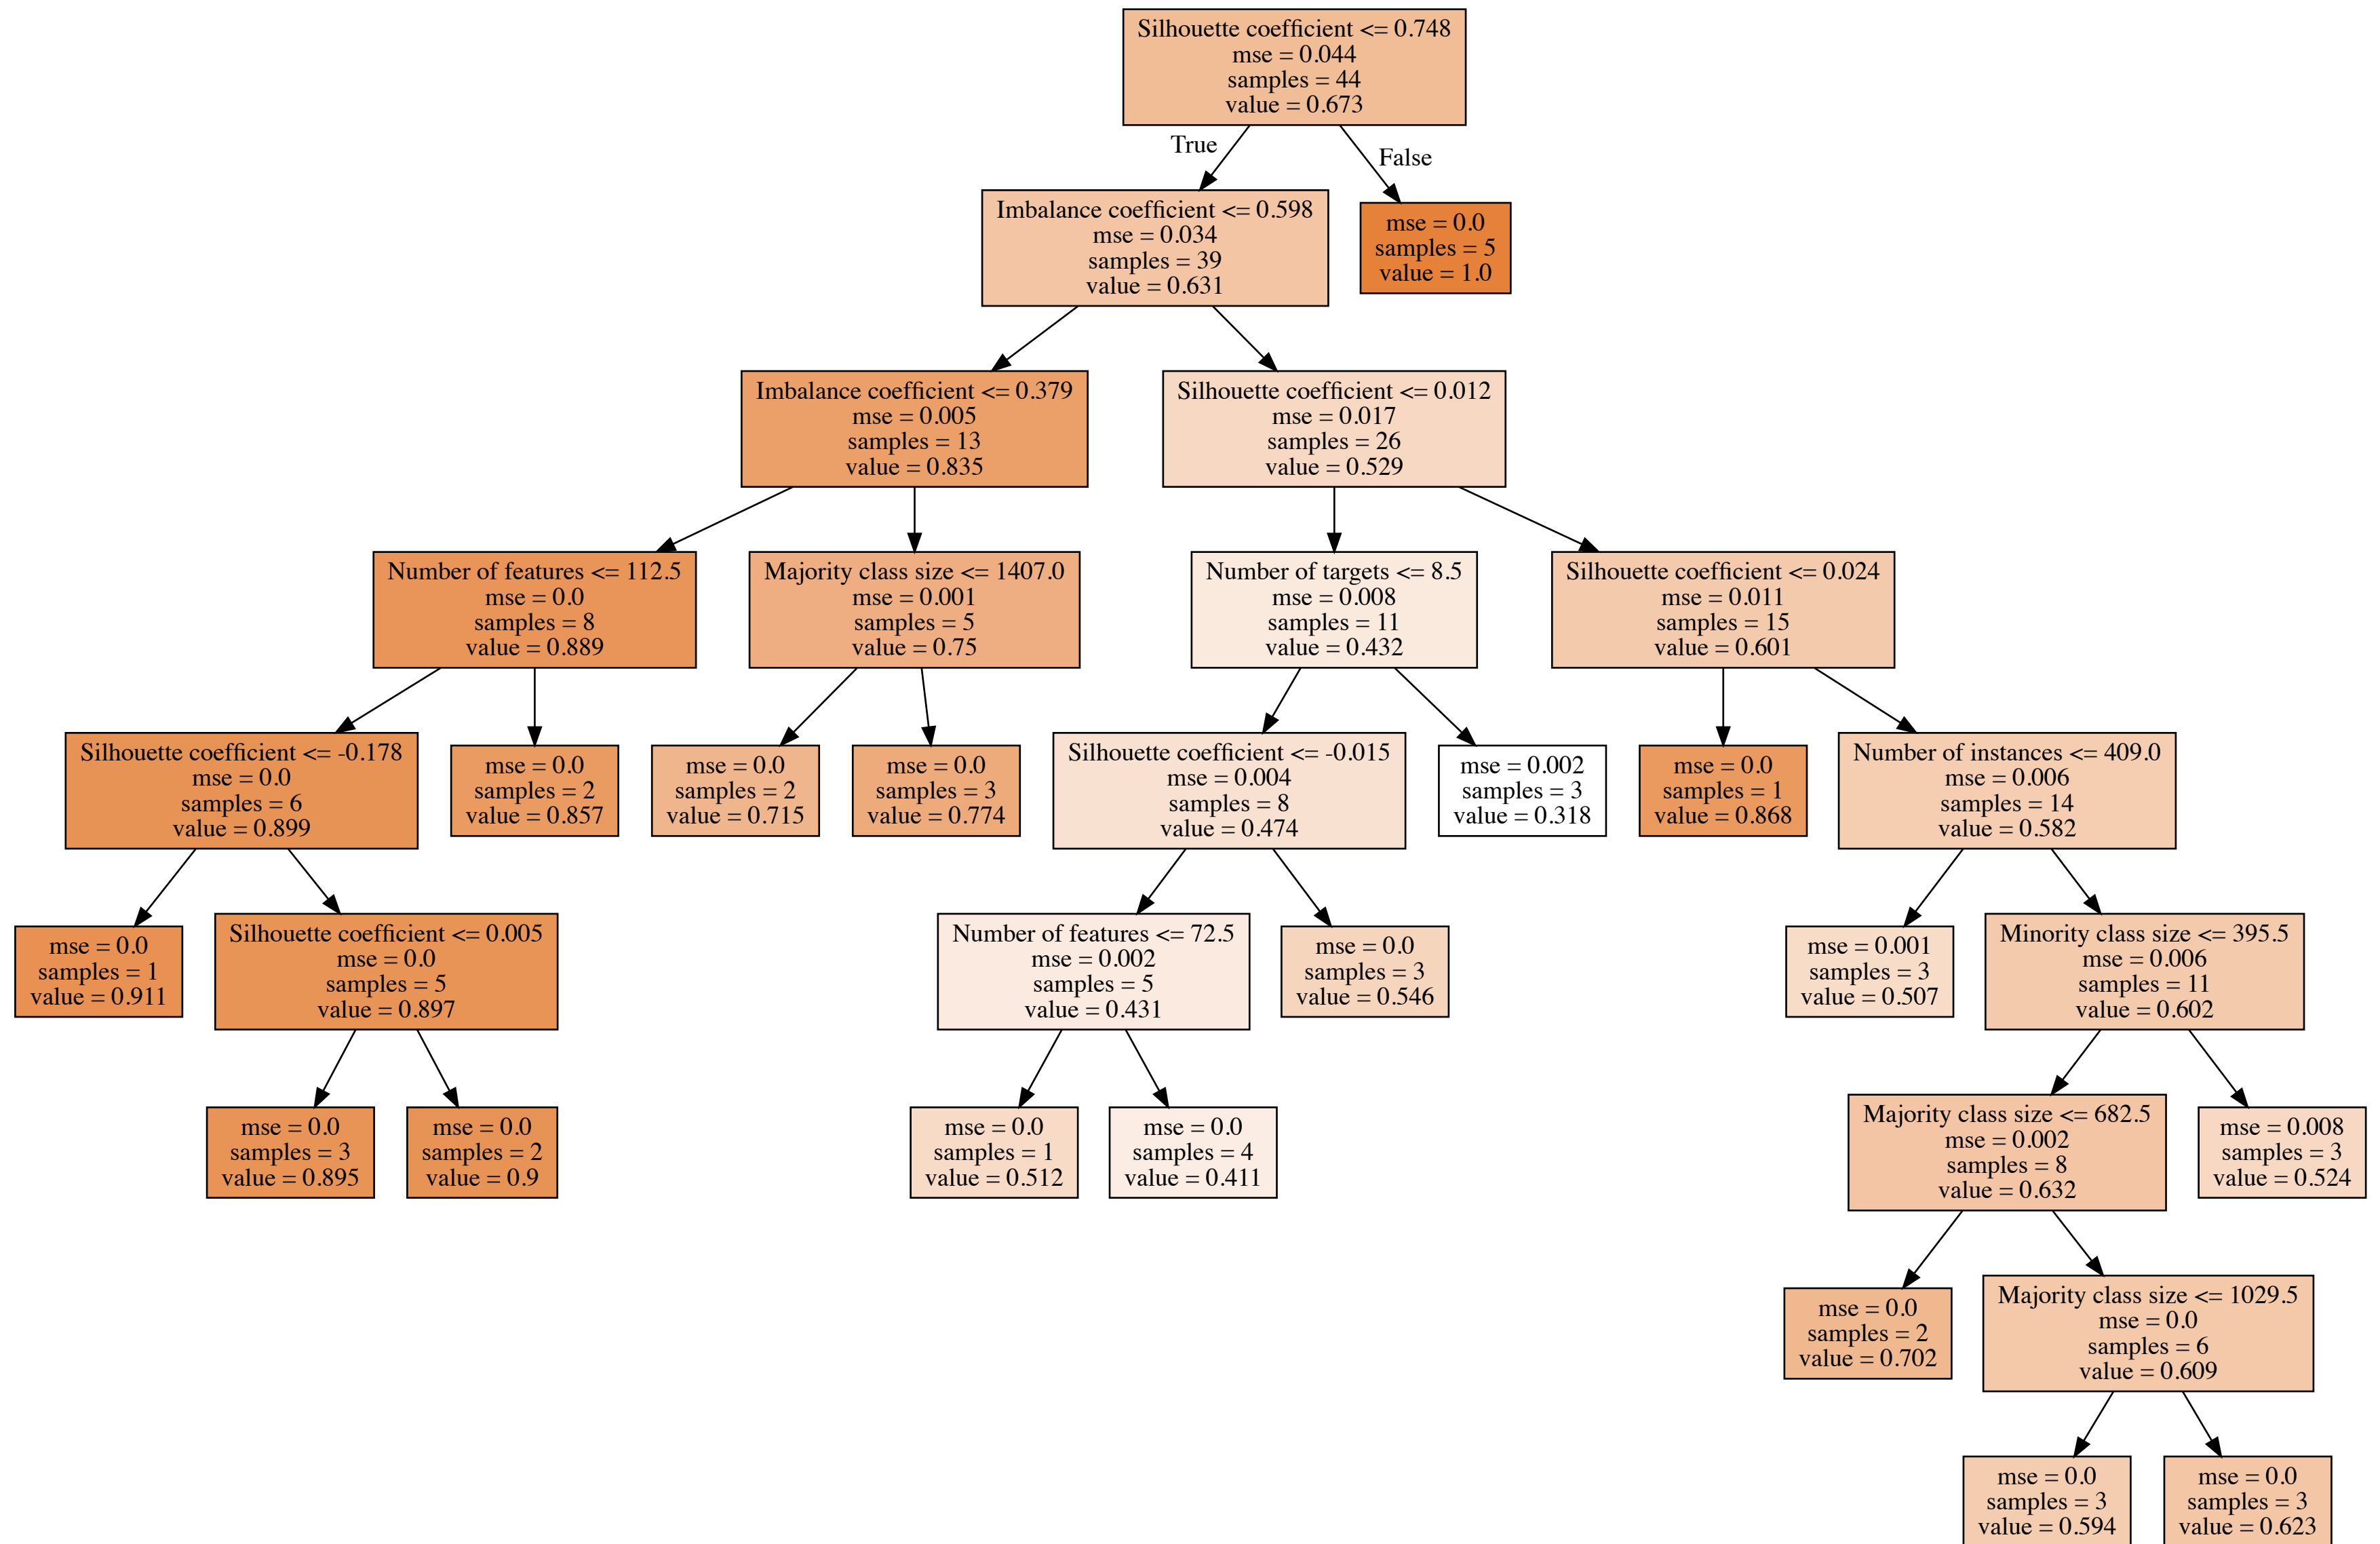 Silhouette coefficient <= 0.748
mse = 0.044
samples = 44
value = 0.673
True
False
Imbalance coefficient <= 0.598
mse = 0.034
samples = 39
value = 0.631
mse = 0.0
samples = 5
value = 1.0
Imbalance coefficient <= 0.379
mse = 0.005
samples = 13
value = 0.835
Silhouette coefficient <= 0.012
mse = 0.017
samples = 26
value = 0.529
Number of features <= 112.5
mse = 0.0
samples = 8
value = 0.889
Majority class size <= 1407.0
mse = 0.001
samples = 5
value = 0.75
Number of targets <= 8.5
mse = 0.008
samples = 11
value = 0.432
Silhouette coefficient <= 0.024
mse = 0.011
samples = 15
value = 0.601
Silhouette coefficient <= -0.178
mse = 0.0
samples = 6
value = 0.899
mse = 0.0
samples = 2
value = 0.857
mse = 0.0
samples = 2
value = 0.715
mse = 0.0
samples = 3
value = 0.774
Silhouette coefficient <= -0.015
mse = 0.004
samples = 8
value = 0.474
mse = 0.002
samples = 3
value = 0.318
mse = 0.0
samples = 1
value = 0.868
Number of instances <= 409.0
mse = 0.006
samples = 14
value = 0.582
mse = 0.0
samples = 1
value = 0.911
Silhouette coefficient <= 0.005
mse = 0.0
samples = 5
value = 0.897
Number of features <= 72.5
mse = 0.002
samples = 5
value = 0.431
mse = 0.0
samples = 3
value = 0.546
mse = 0.001
samples = 3
value = 0.507
Minority class size <= 395.5
mse = 0.006
samples = 11
value = 0.602
mse = 0.0
samples = 3
value = 0.895
mse = 0.0
samples = 2
value = 0.9
mse = 0.0
samples = 1
value = 0.512
mse = 0.0
samples = 4
value = 0.411
Majority class size <= 682.5
mse = 0.002
samples = 8
value = 0.632
mse = 0.008
samples = 3
value = 0.524
mse = 0.0
samples = 2
value = 0.702
Majority class size <= 1029.5
mse = 0.0
samples = 6
value = 0.609
mse = 0.0
samples = 3
value = 0.594
mse = 0.0
samples = 3
value = 0.623